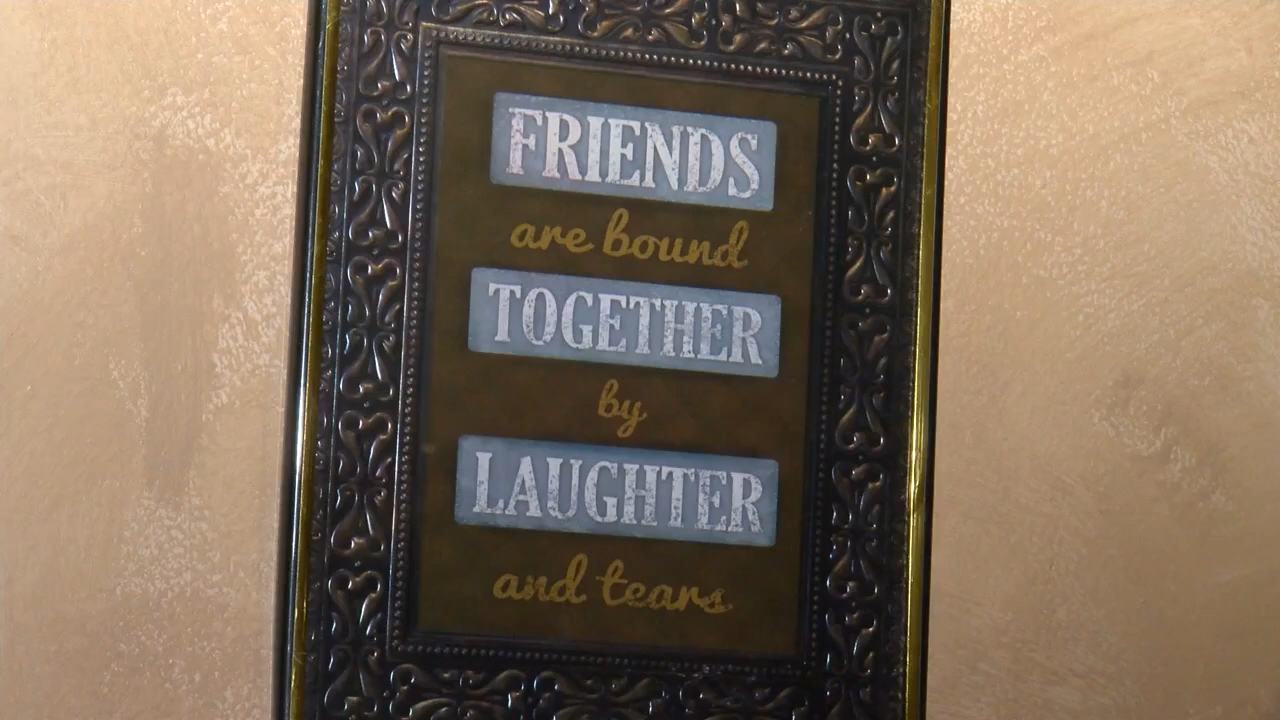 FRIENDS
are bound
TOGETHER
by
LAUGHTER
and tears